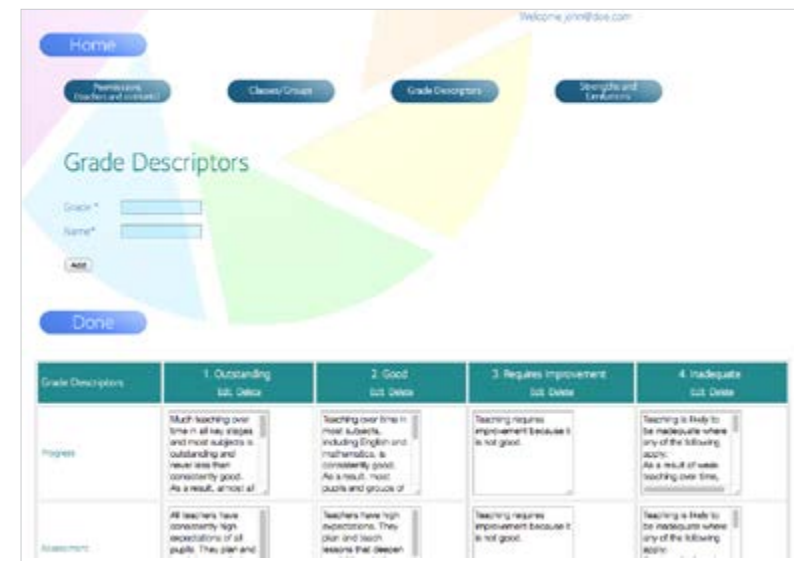 Welcome john@doe.com
Home
Permissions
(teachers and
Classes/Groups
Grade Descriptors
Strengths and
Limitations
Grade Descriptors
Grade *
Name*
Add
Done
Grade Descriptors
1. Outstanding
Edit Delete
2. Good
Edit Delete
3. Requires Improvement
Edit Delete
4. Inadequate
Edit Delete
Progress
Much teaching over
time in all key stages
and most subjects is
outstanding and
never less than
consistently good.
As a result, almost all
Teaching over time in
most subjects,
including English and
mathematics, is
consistently good.
As a result, most
pupils and groups of
Teaching requires
improvement because it
is not good.
Teaching is likely to
be inadequate where
any of the following
apply:
As a result of weak
teaching over time,
Assessment
All teachers have
consistently high
expectations of all
pupils. They plan and
Teachers have high
expectations. They
plan and teach
lessons that deepen
Teaching requires
improvement because it
is not good.
Teaching is likely to
be inadequate where
any of the following
apply: